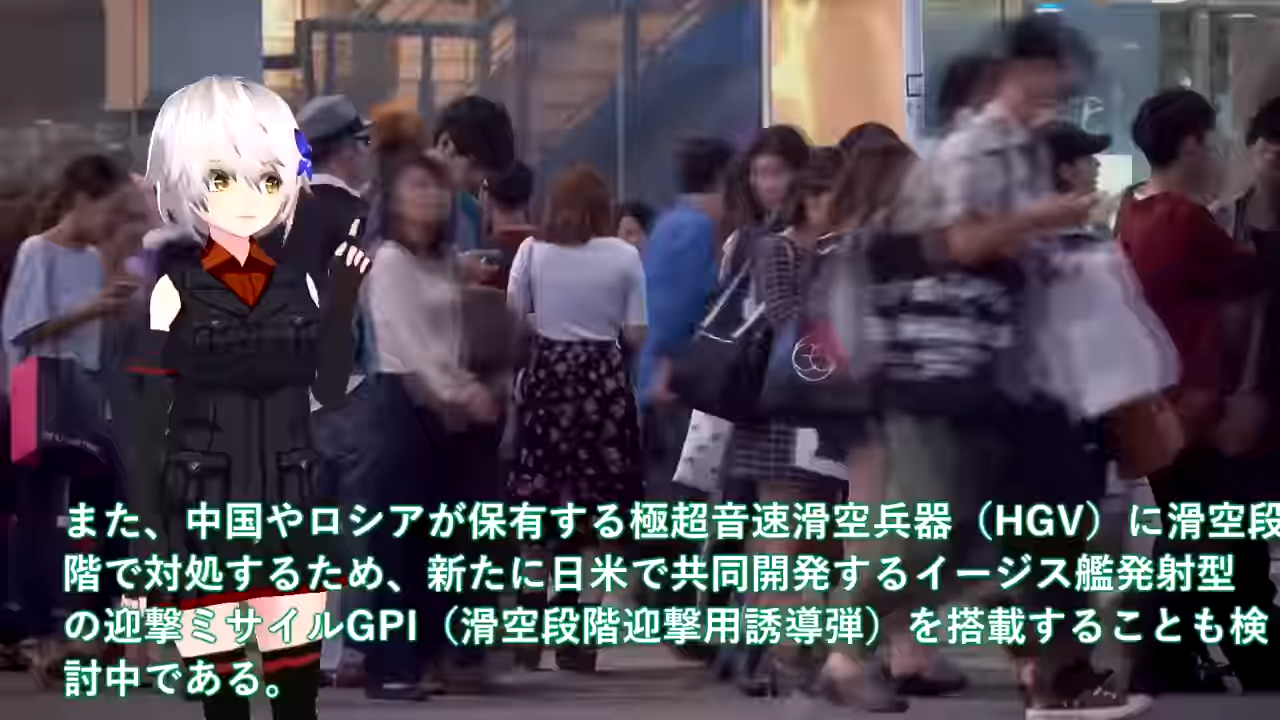 また、中国やロシアが保有する極超音速滑空兵器（HGV）に滑空段
階で対処するため、新たに日米で共同開発するイージス艦発射型
の迎撃ミサイルGPI（滑空段階迎撃用誘導弾）を搭載することも検
討中である。